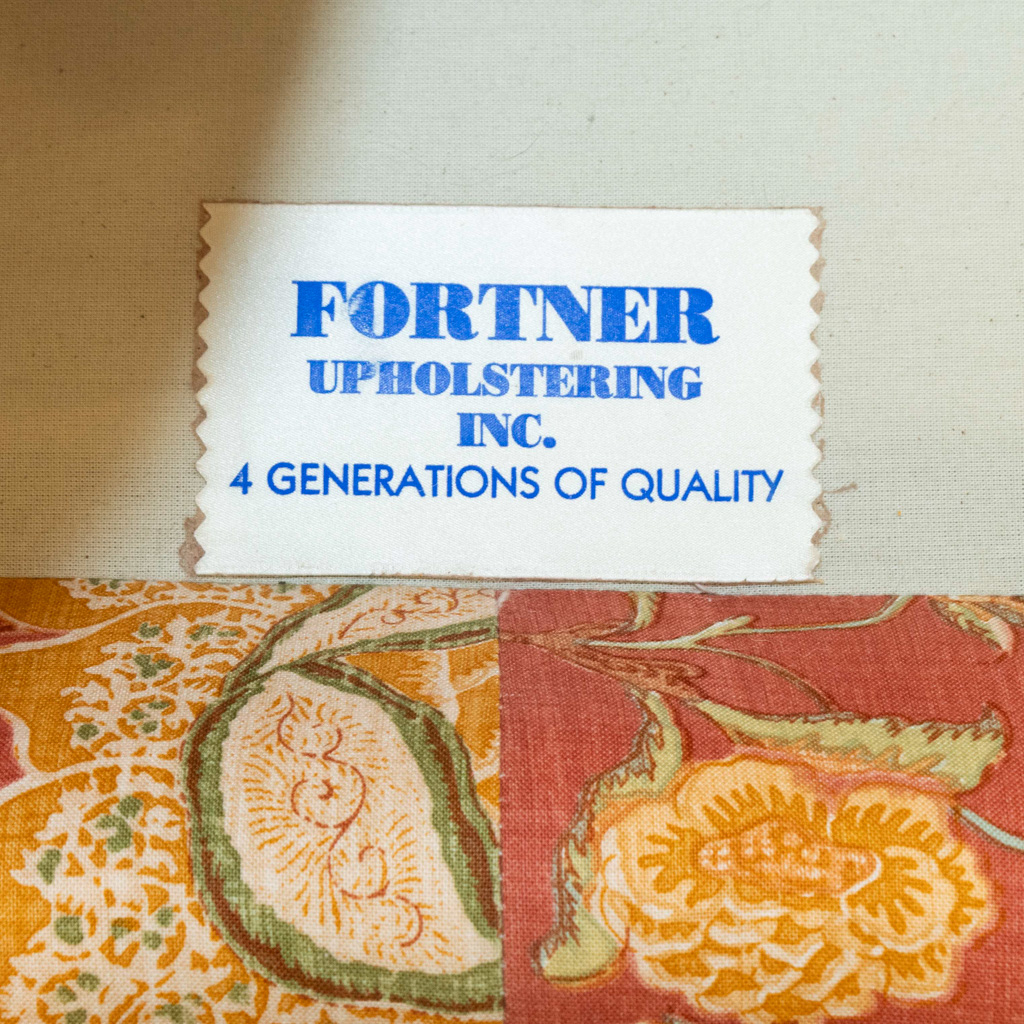 FORTNER
UPHOLSTERING
INC.
4 GENERATIONS OF QUALITY